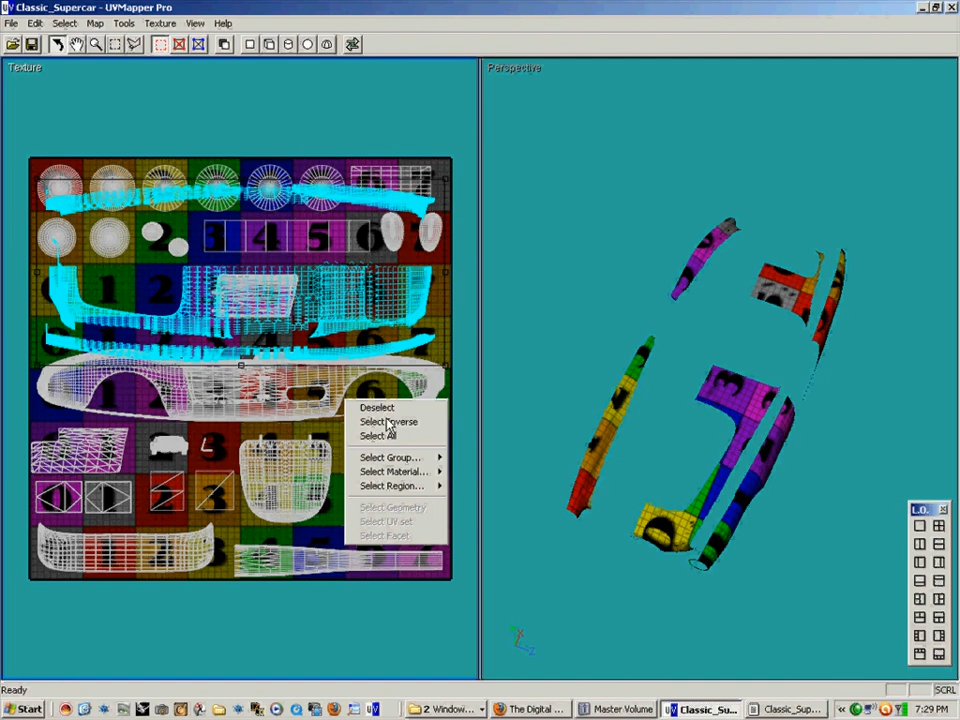 Classic_Supercar - UVMapper Pro
File Edit Select Map Tools Texture View Help
Texture
Perspective
Deselect
Select Inverse
Select All
Select Group...
Select Material...
Select Region...
Select Geometry
Select UV-set
Select Facet
L.O.
Ready
SCRL
Start
2 Window...
The Digital ...
Master Volume
Classic_Su...
Classic_Su...
7:29 PM